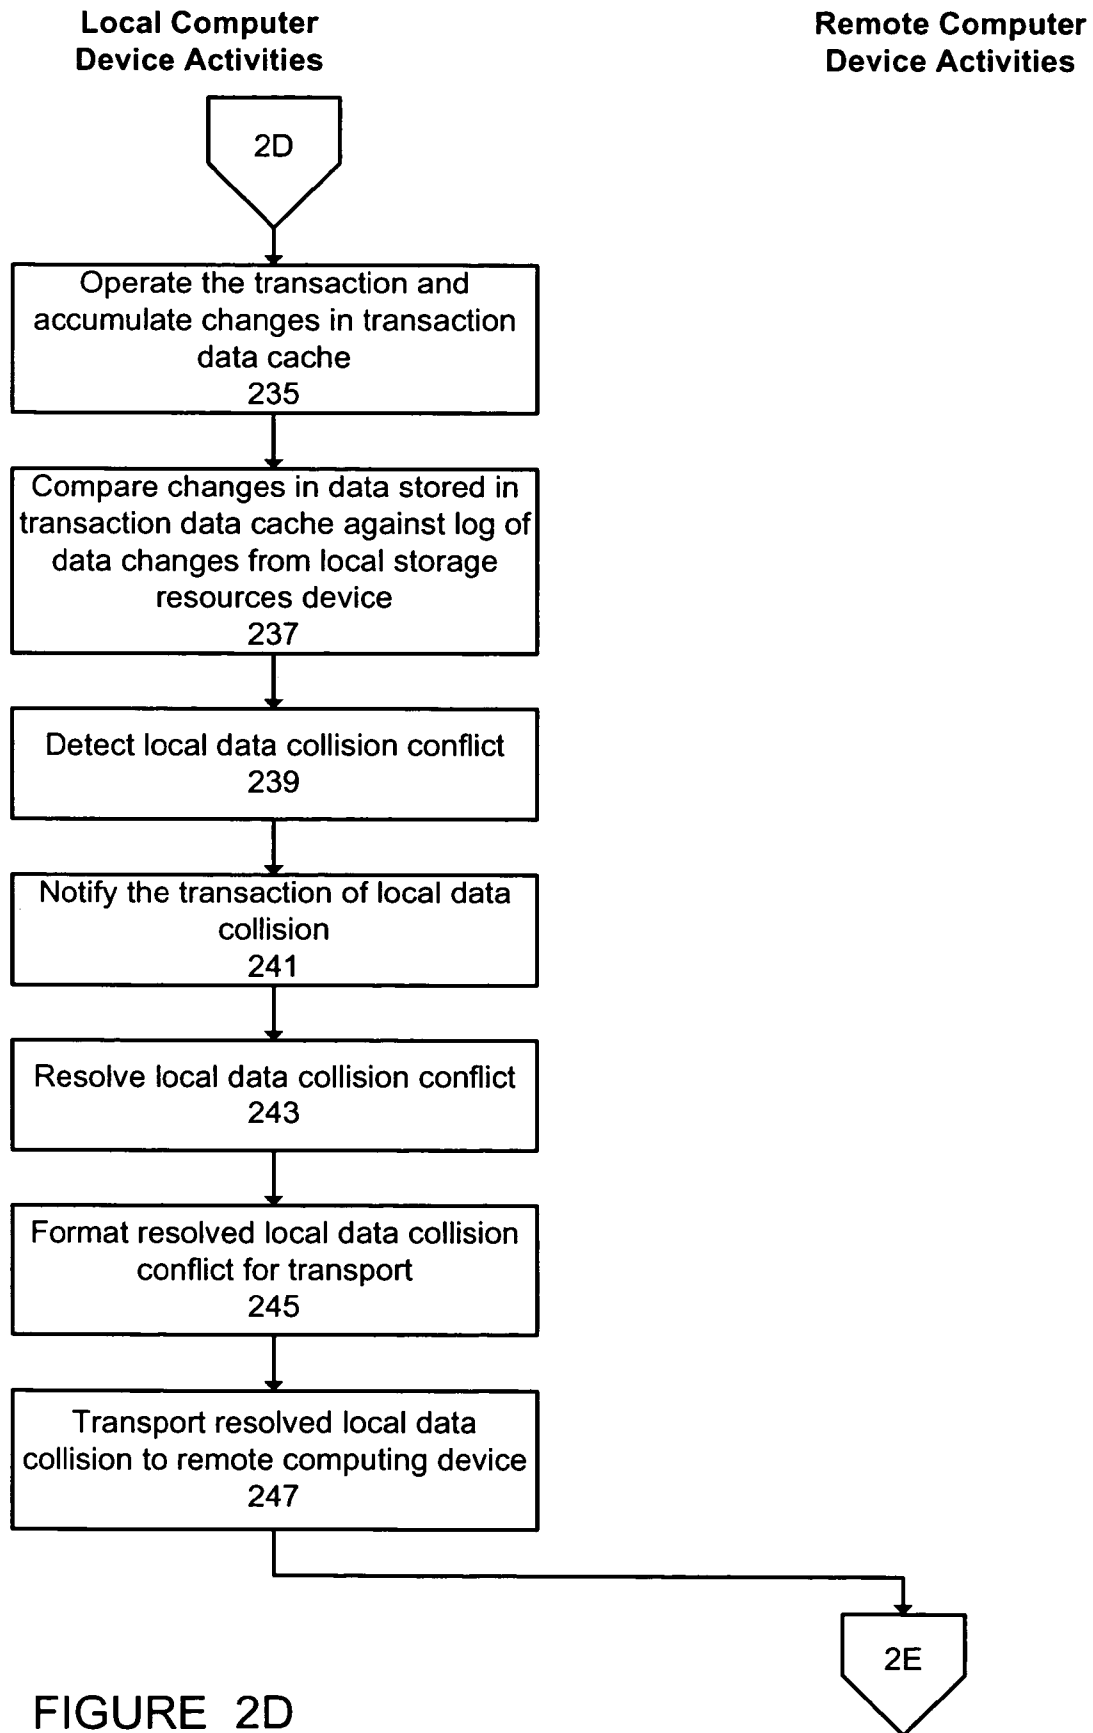 Local Computer
Device Activities
Remote Computer
Device Activities
2D
Operate the transaction and
accumulate changes in transaction
data cache
235
Compare changes in data stored in
transaction data cache against log of
data changes from local storage
resources device
237
Detect local data collision conflict
239
Notify the transaction of local data
collision
241
Resolve local data collision conflict
243
Format resolved local data collision
conflict for transport
245
Transport resolved local data
collision to remote computing device
247
2E
FIGURE 2D